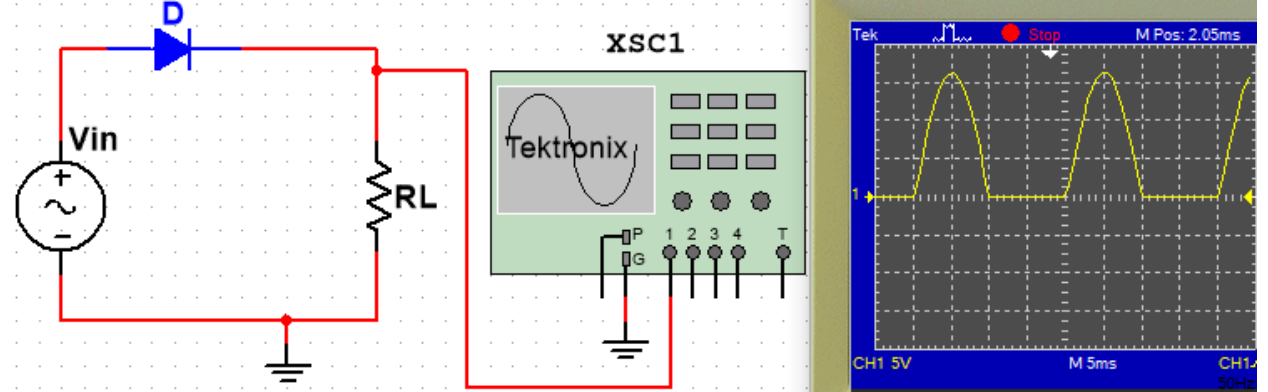 D
Vin
+
−
RL
XSC1
Tektronix
P
G
1 2 3 4 T
Tek
Stop
M Pos: 2.05ms
1
CH1 5V
M 5ms
CH1
50Hz